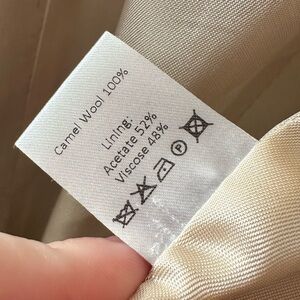 Camel Wool 100%
Lining:
Acetate 52%
Viscose 48%
P